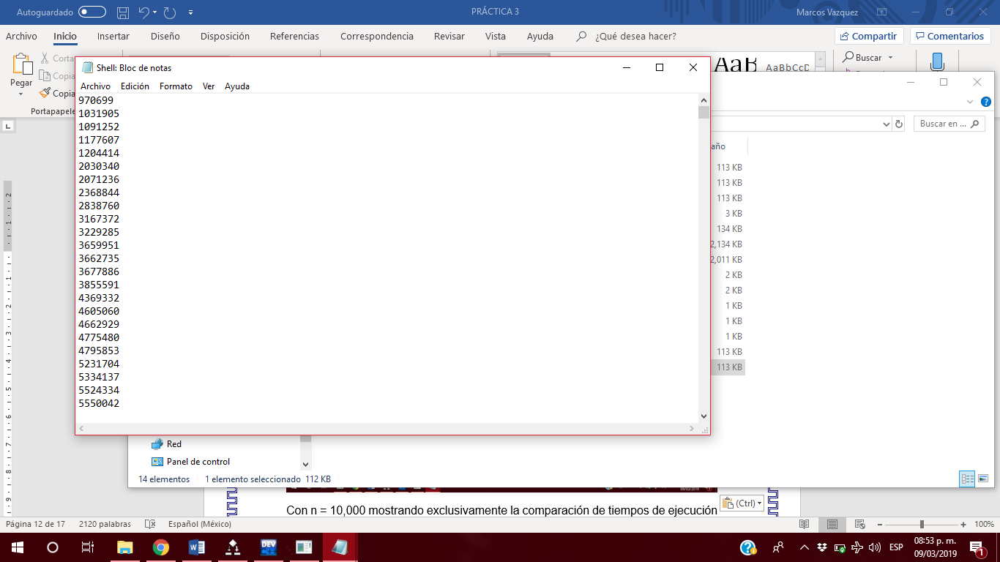 Autoguardado
PRÁCTICA 3
Marcos Vazquez
Archivo Inicio Insertar Diseño Disposición Referencias Correspondencia Revisar Vista Ayuda ¿Qué desea hacer? Compartir Comentarios
Pegar
Portapapele
AaBbCcD
Buscar
Shell: Bloc de notas
Archivo Edición Formato Ver Ayuda
970699
1031905
1091252
1177607
1204414
2030340
2071236
2368844
2838760
3167372
3229285
3659951
3662735
3677886
3855591
4369332
4605060
4662929
4775480
4795853
5231704
5334137
5524334
5550042
Buscar en ...
año
113 KB
113 KB
113 KB
3 KB
134 KB
2,134 KB
2,011 KB
2 KB
2 KB
1 KB
1 KB
1 KB
113 KB
113 KB
Red
Panel de control
14 elementos 1 elemento seleccionado 112 KB
Con n = 10,000 mostrando exclusivamente la comparación de tiempos de ejecución
(Ctrl)
Página 12 de 17 2120 palabras Español (México) 100%
DEV
ESP
08:53 p. m.
09/03/2019
1